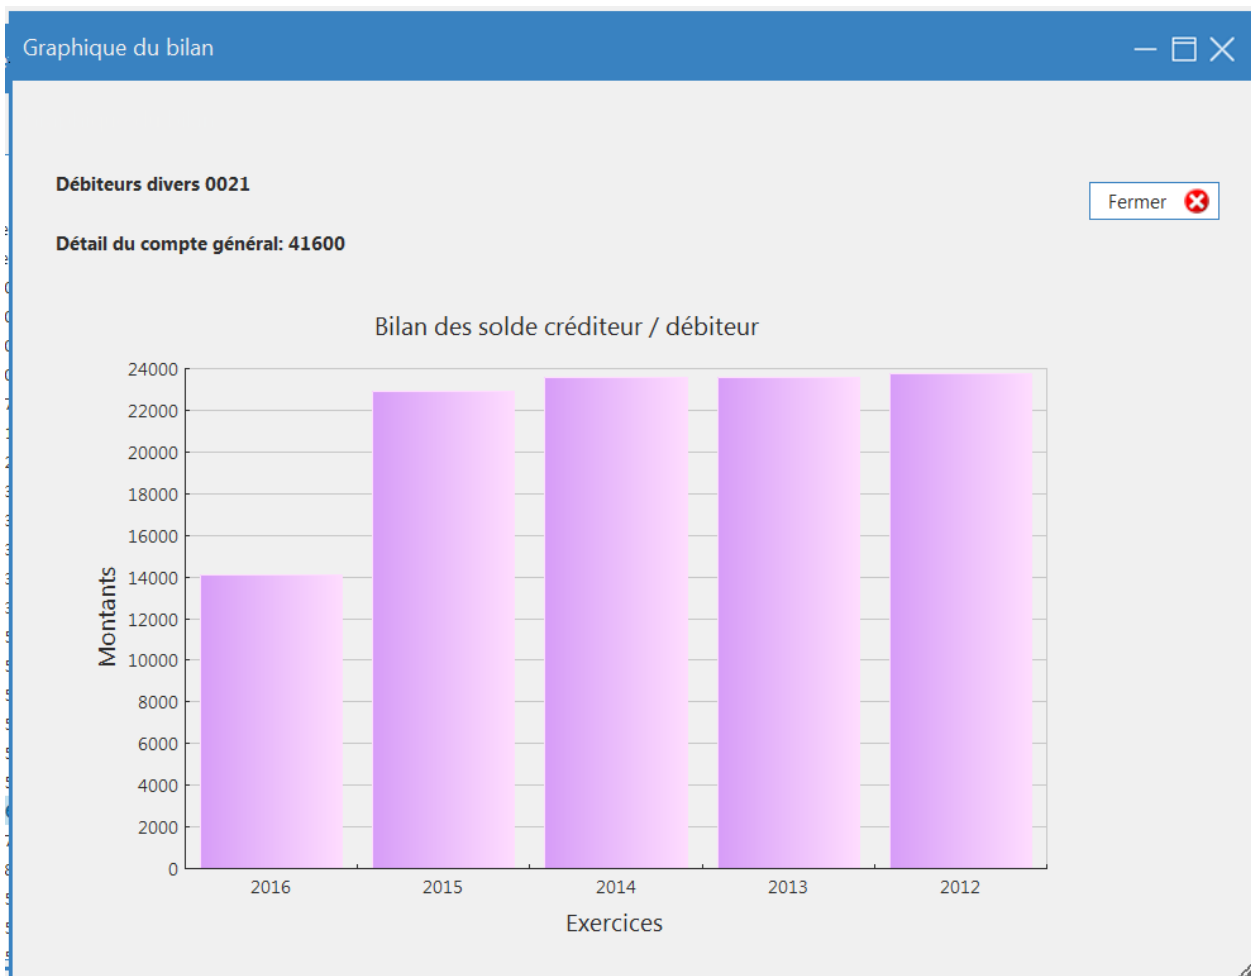 Graphique du bilan
Débiteurs divers 0021
Fermer
Détail du compte général: 41600
Bilan des solde créditeur / débiteur
24000
22000
20000
18000
16000
14000
12000
10000
8000
6000
4000
2000
0
Montants
2016 2015 2014 2013 2012
Exercices